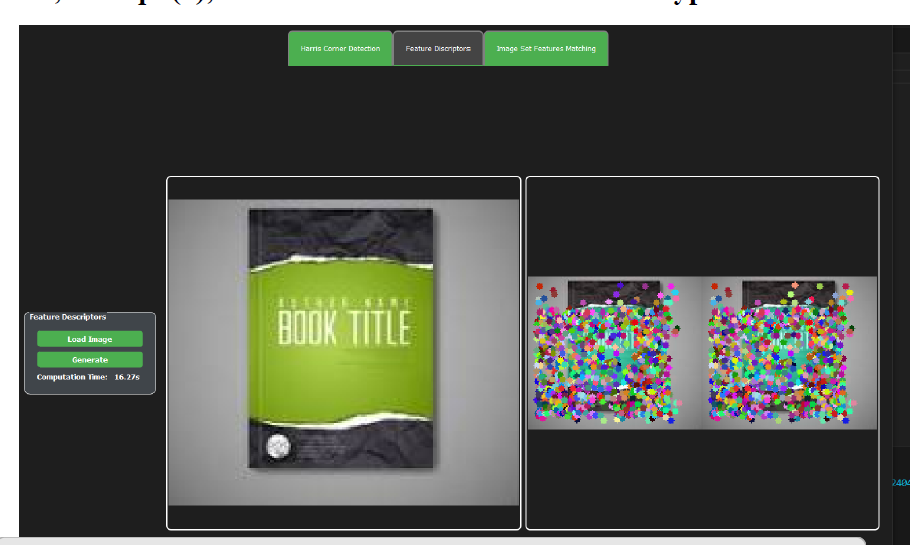 Harris Corner Detection
Feature Discriptors
Image Set Features Matching
Feature Descriptors
Load Image
Generate
Computation Time: 16.27s
AUTHOR NAME
BOOK TITLE
2404